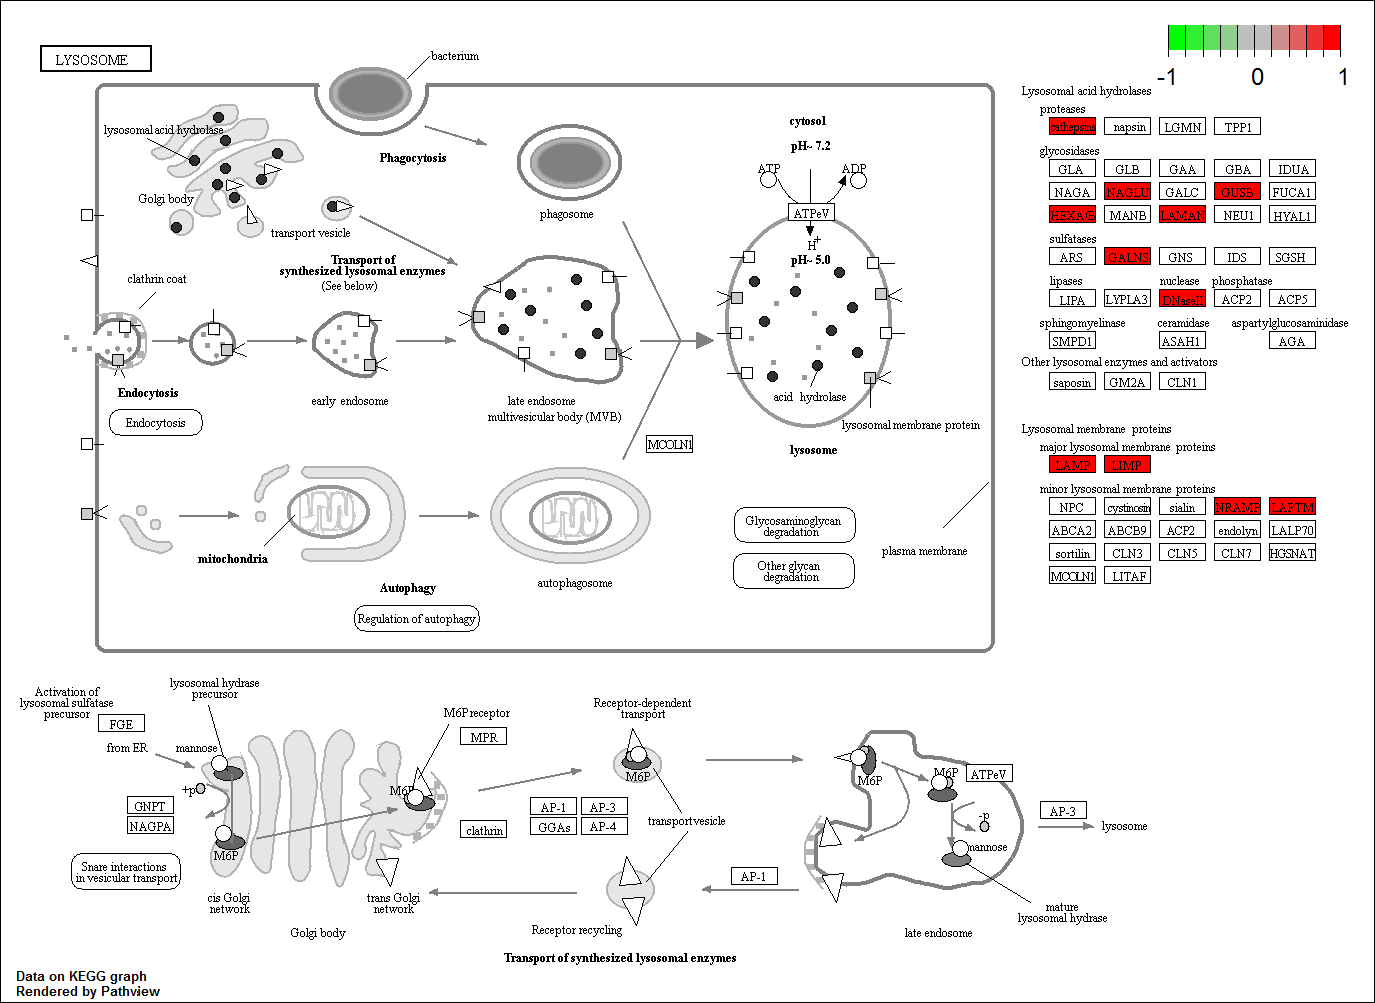 LYSOSOME
bacterium
-1
0
1
lysosomal acid hydrolase
Golgi body
transport vesicle
Phagocytosis
phagosome
cytosol
pH~ 7.2
ATP
ADP
ATPeV
H+
pH~ 5.0
Transport of
synthesized lysosomal enzymes
(See below)
clathrin coat
Endocytosis
Endocytosis
early endosome
late endosome
multivesicular body (MVB)
MCOLN1
acid hydrolase
lysosomal membrane protein
lysosome
mitochondria
Autophagy
Regulation of autophagy
autophagosome
Glycosaminoglycan
degradation
Other glycan
degradation
plasma membrane
Lysosomal acid hydrolases
proteases
cathepsins
napsin
LGMN
TPP1
glycosidases
GLA
GLB
GAA
GBA
IDUA
NAGA
NAGLU
GALC
GUSB
FUCA1
HEXA/B
MANB
LAMAN
NEU1
HYAL1
sulfatases
ARS
GALNS
GNS
IDS
SGSH
lipases
nuclease
phosphatase
LIPA
LYPLA3
DNaseII
ACP2
ACP5
sphingomyelinase
ceramidase
aspartylglucosaminidase
SMPD1
ASAH1
AGA
Other lysosomal enzymes and activators
saposin
GM2A
CLN1
Lysosomal membrane proteins
major lysosomal membrane proteins
LAMP
LIMP
minor lysosomal membrane proteins
NPC
cystinosin
sialin
NRAMP
LAPTM
ABCA2
ABCB9
ACP2
endolyn
LALP70
sortilin
CLN3
CLN5
CLN7
HGSNAT
MCOLN1
LITAF
Activation of
lysosomal sulfatase
precursor
FGE
lysosomal hydrase
precursor
from ER
mannose
+p
GNPT
NAGPA
M6P
Snare interactions
in vesicular transport
cis Golgi
network
Golgi body
trans Golgi
network
M6P receptor
MPR
M6P
clathrin
AP-1
AP-3
GGAs
AP-4
Receptor-dependent
transport
M6P
transport vesicle
Receptor recycling
AP-1
M6P
M6P
ATPeV
-p
mannose
AP-3
lysosome
mature
lysosomal hydrase
late endosome
Transport of synthesized lysosomal enzymes
Data on KEGG graph
Rendered by Pathview